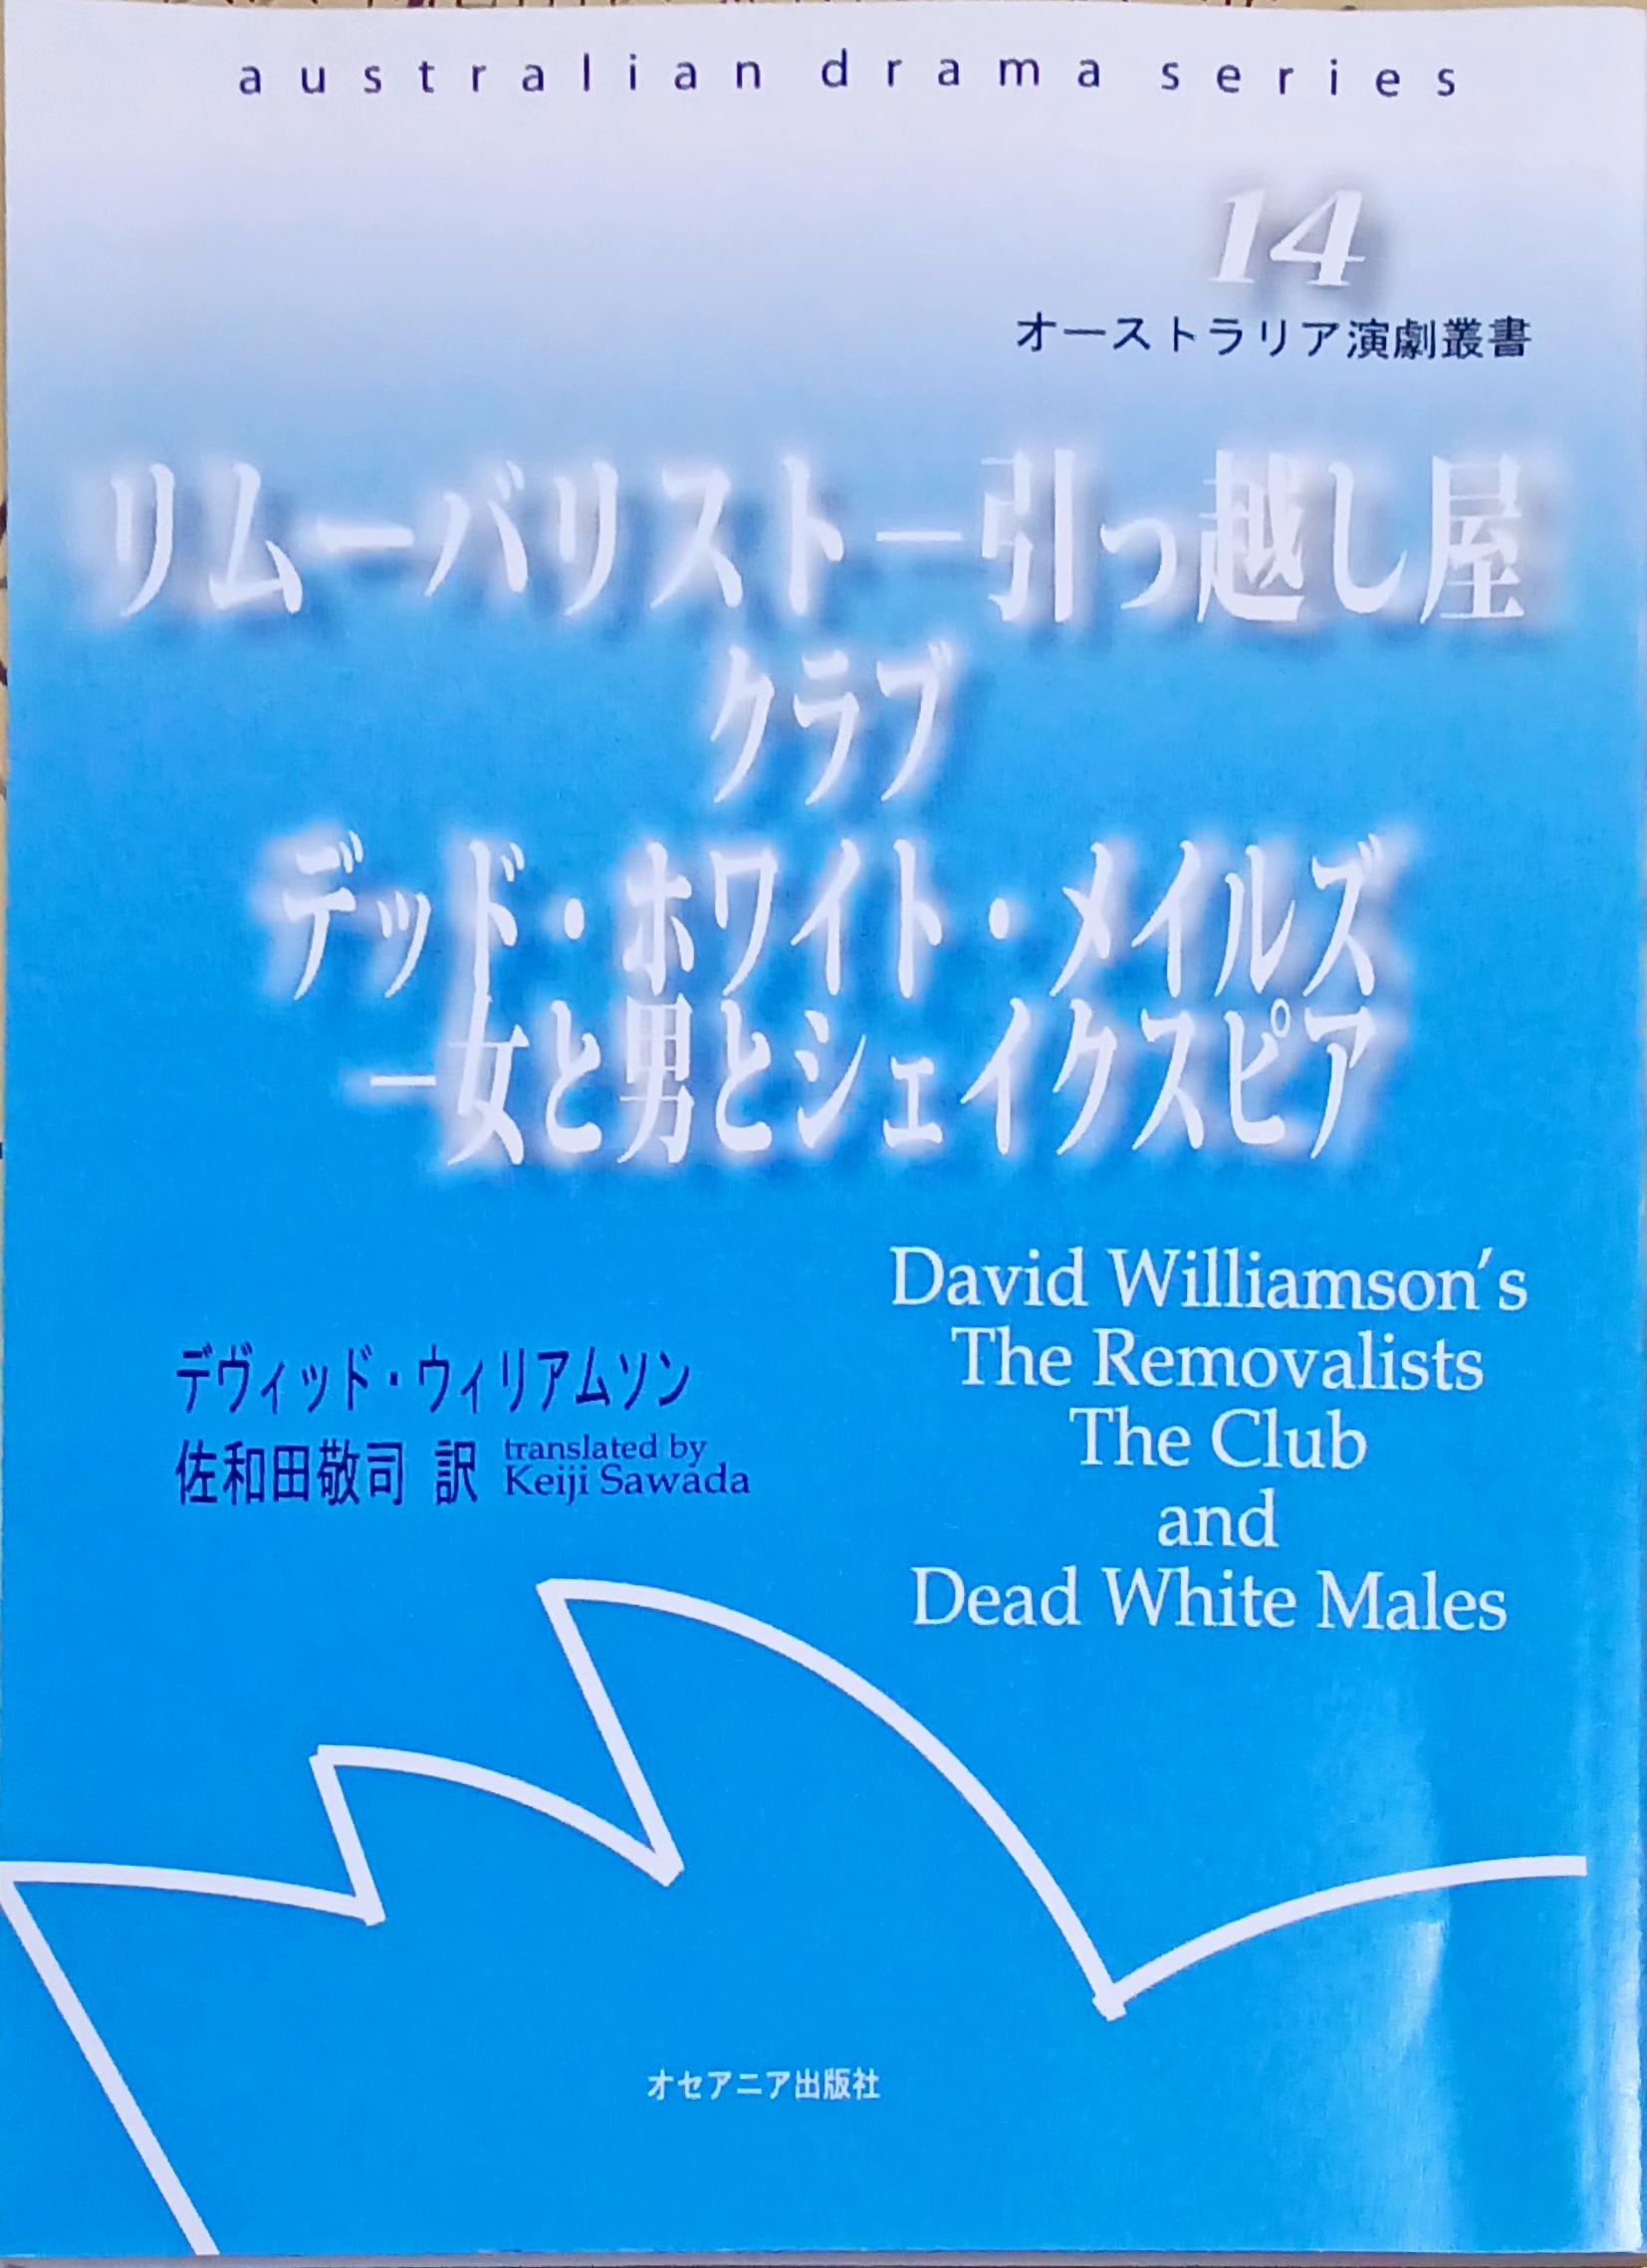 australian drama series
14
オーストラリア演劇叢書
リムーバリスト―引っ越し屋
クラブ
デッド・ホワイト・メイルズ
―女と男とシェイクスピア
David Williamson's
The Removalists
The Club
and
Dead White Males
デヴィッド・ウィリアムソン
佐和田敬司 訳 translated by
Keiji Sawada
オセアニア出版社